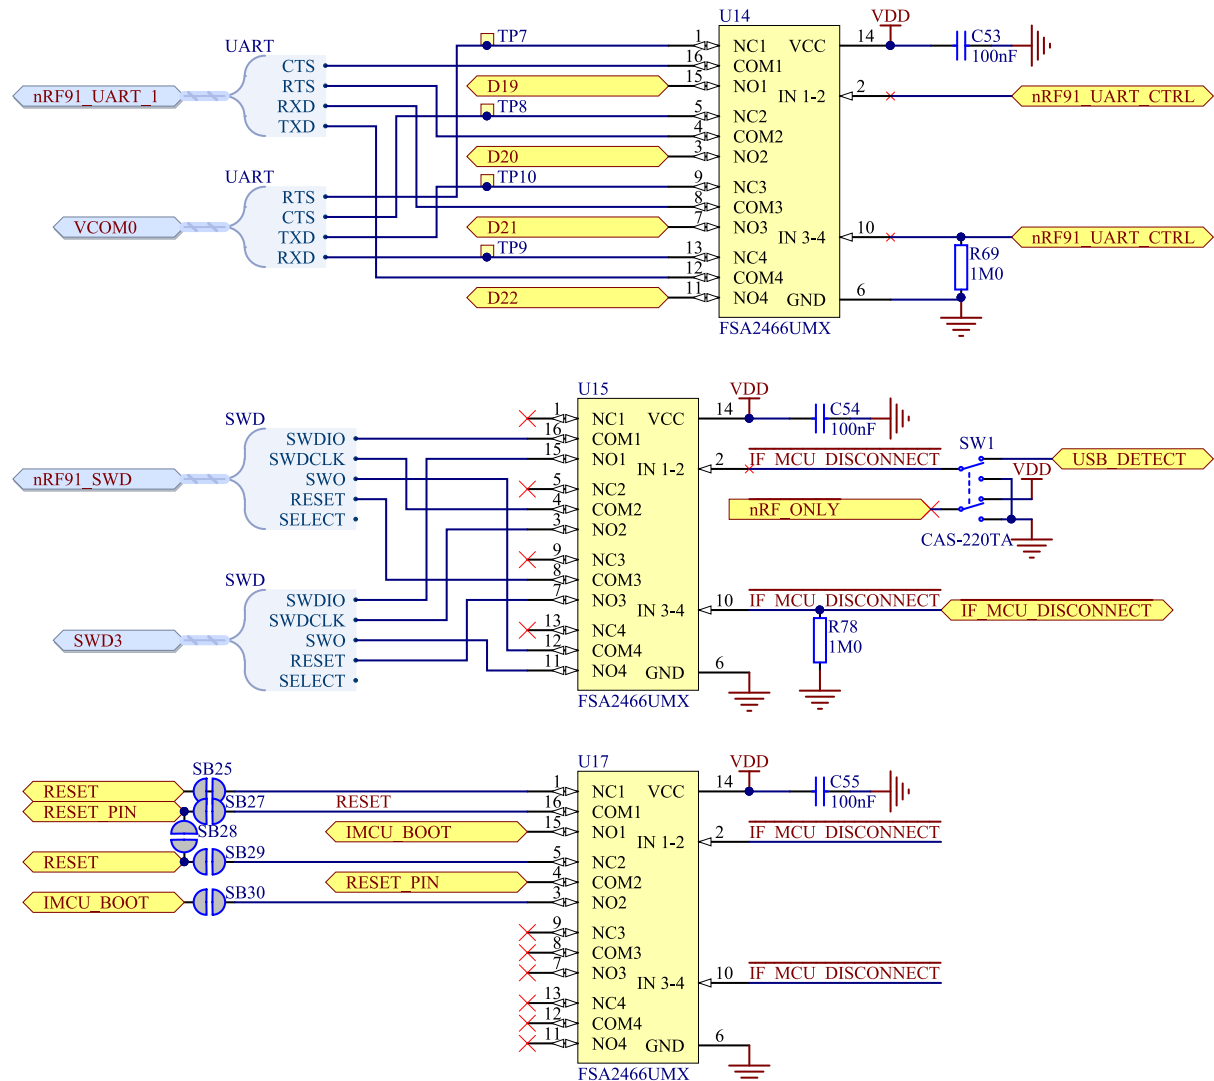 U14
UART
nRF91_UART_1
CTS
RTS
RXD
TXD
UART
VCOM0
RTS
CTS
TXD
RXD
TP7
D19
TP8
D20
TP10
D21
TP9
D22
1 NC1
16 COM1
15 NO1
5 NC2
4 COM2
3 NO2
9 NC3
8 COM3
7 NO3
13 NC4
12 COM4
11 NO4
VCC 14
IN 1-2 2
IN 3-4 10
GND 6
FSA2466UMX
VDD
C53
100nF
nRF91_UART_CTRL
nRF91_UART_CTRL
R69
1M0
U15
SWD
nRF91_SWD
SWDIO
SWDCLK
SWO
RESET
SELECT
SWD
SWD3
SWDIO
SWDCLK
SWO
RESET
SELECT
1 NC1
16 COM1
15 NO1
5 NC2
4 COM2
3 NO2
9 NC3
8 COM3
7 NO3
13 NC4
12 COM4
11 NO4
VCC 14
IN 1-2 2
IN 3-4 10
GND 6
FSA2466UMX
VDD
C54
100nF
IF_MCU_DISCONNECT
SW1
USB_DETECT
VDD
nRF_ONLY
CAS-220TA
IF_MCU_DISCONNECT
IF_MCU_DISCONNECT
R78
1M0
U17
SB25
RESET
RESET_PIN
SB27
RESET
SB28
IMCU_BOOT
RESET
SB29
RESET_PIN
IMCU_BOOT
SB30
1 NC1
16 COM1
15 NO1
5 NC2
4 COM2
3 NO2
9 NC3
8 COM3
7 NO3
13 NC4
12 COM4
11 NO4
VCC 14
IN 1-2 2
IN 3-4 10
GND 6
FSA2466UMX
VDD
C55
100nF
IF_MCU_DISCONNECT
IF_MCU_DISCONNECT